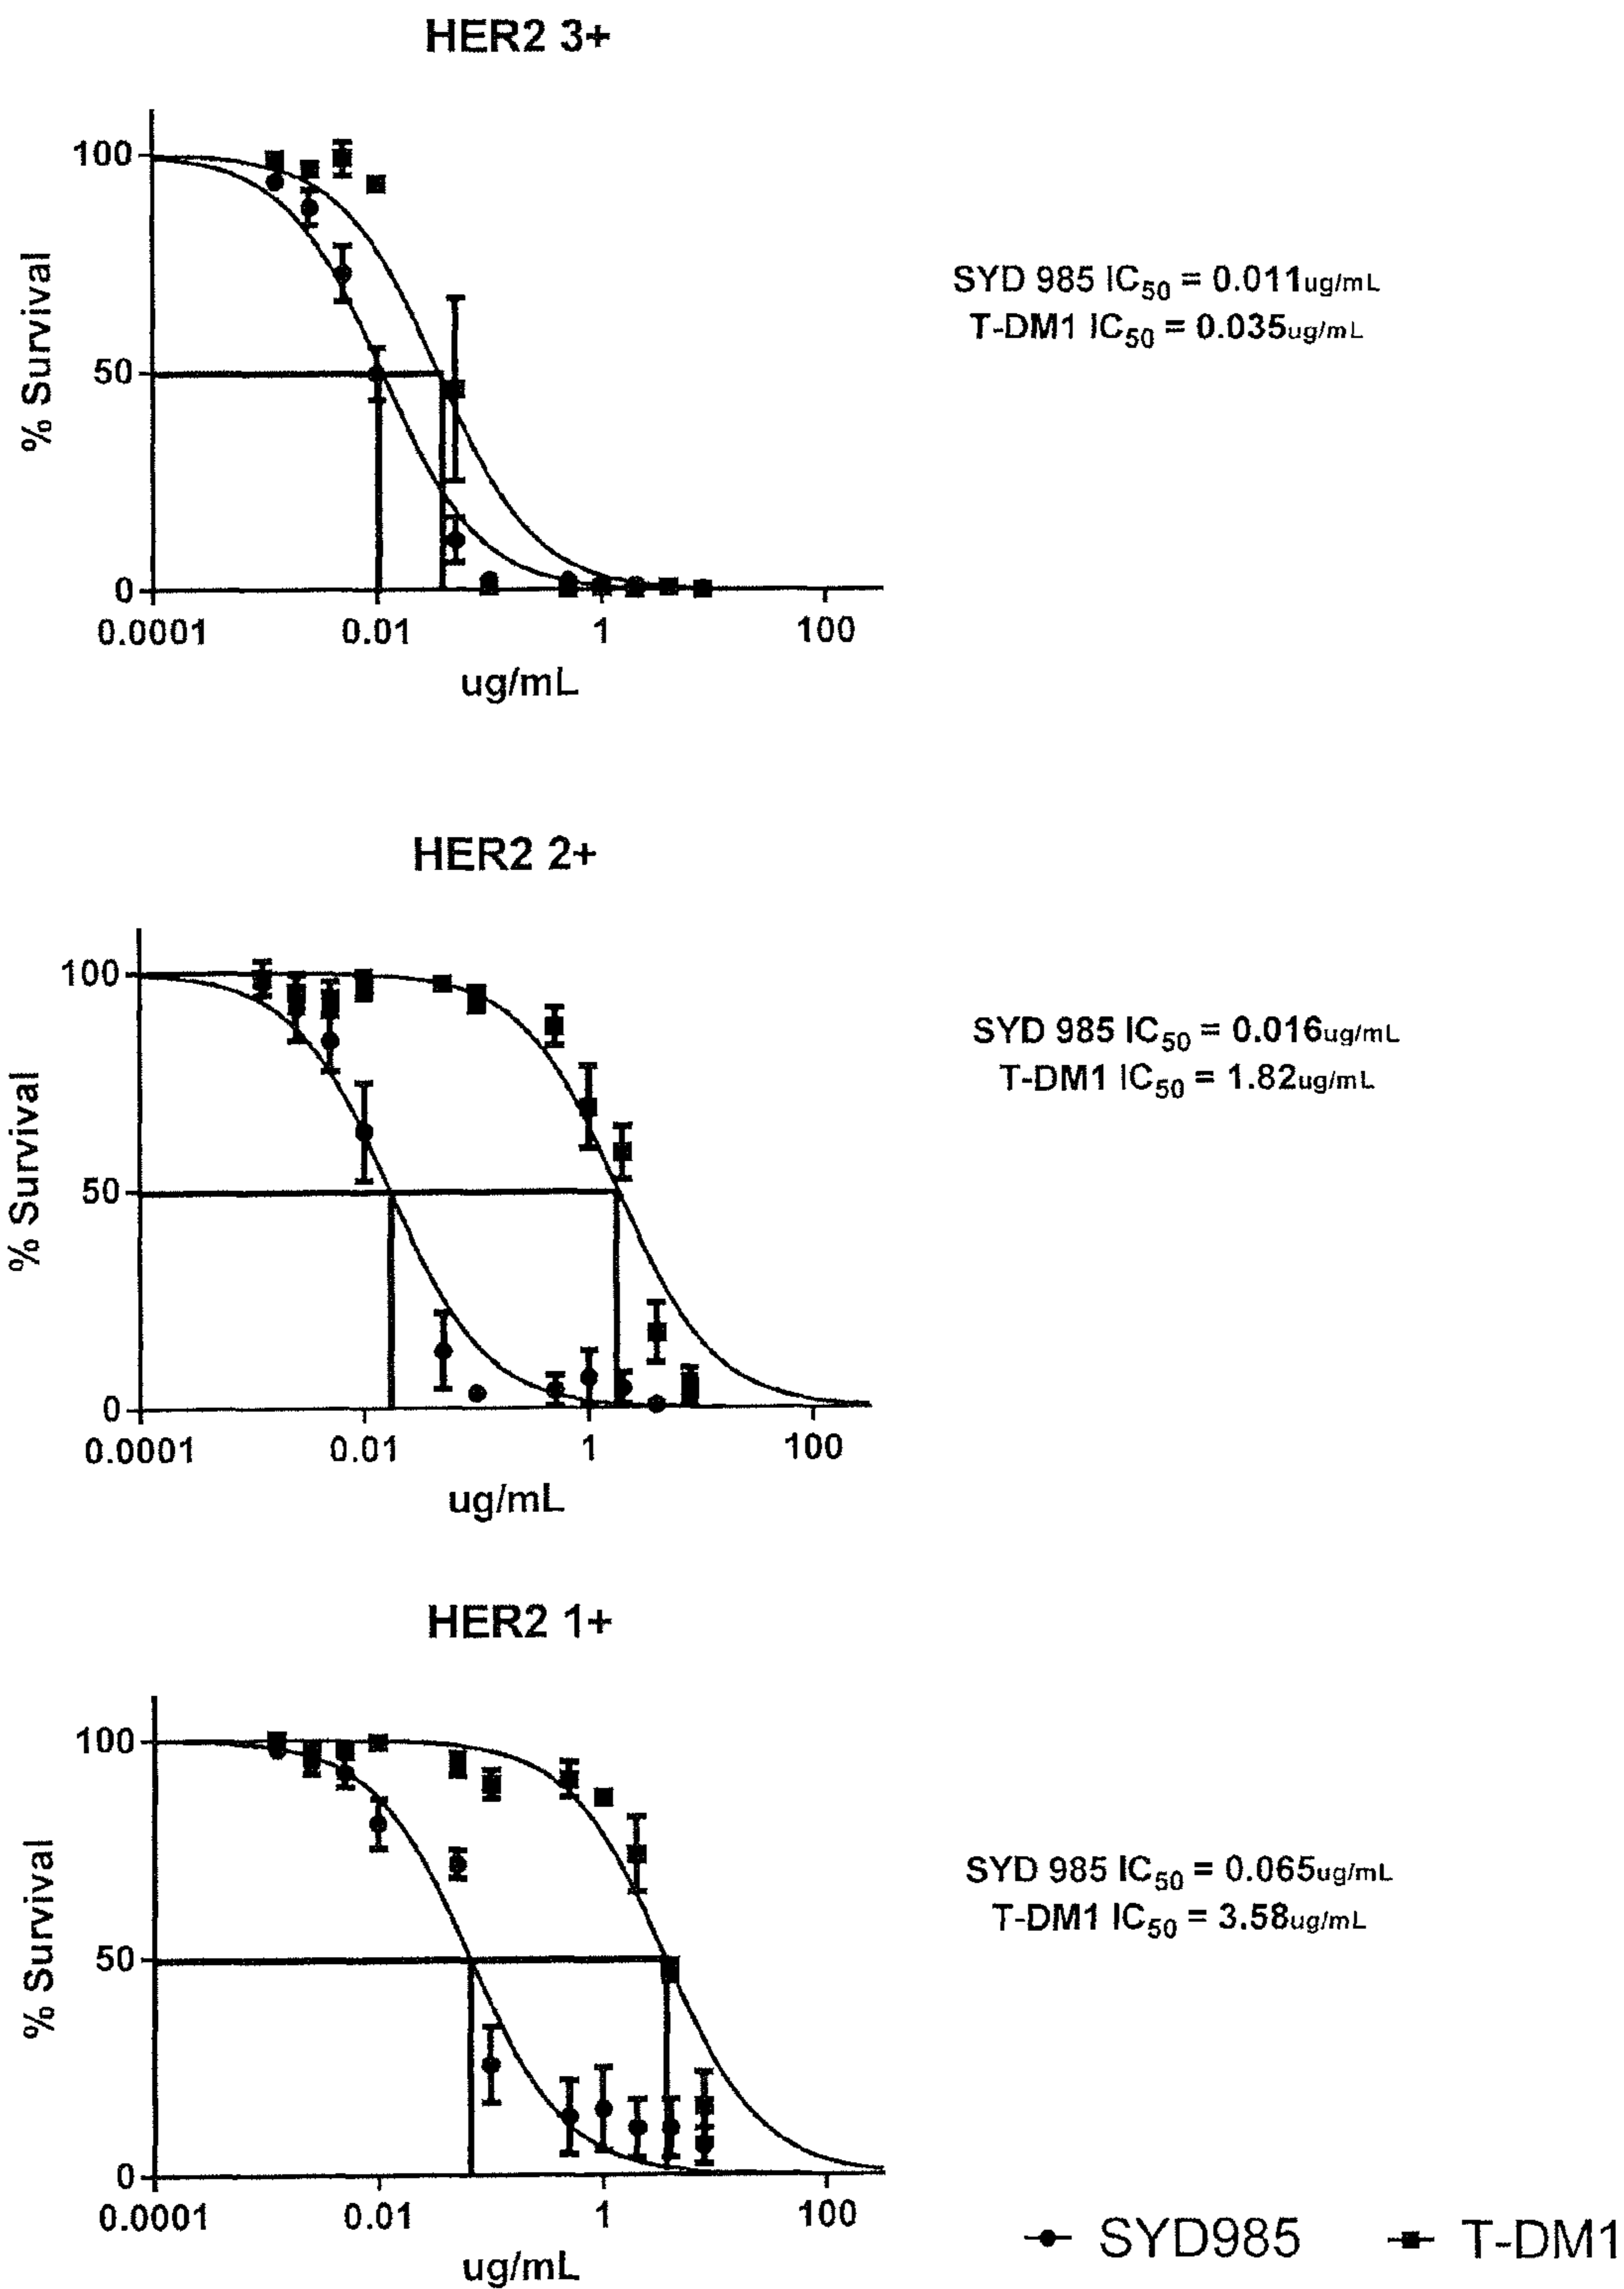 HER2 3+
100
50
0
% Survival
0.0001 0.01 1 100
ug/mL
SYD 985 IC50 = 0.011ug/mL
T-DM1 IC50 = 0.035ug/mL
HER2 2+
100
50
0
% Survival
0.0001 0.01 1 100
ug/mL
SYD 985 IC50 = 0.016ug/mL
T-DM1 IC50 = 1.82ug/mL
HER2 1+
100
50
0
% Survival
0.0001 0.01 1 100
ug/mL
SYD 985 IC50 = 0.065ug/mL
T-DM1 IC50 = 3.58ug/mL
SYD985 T-DM1